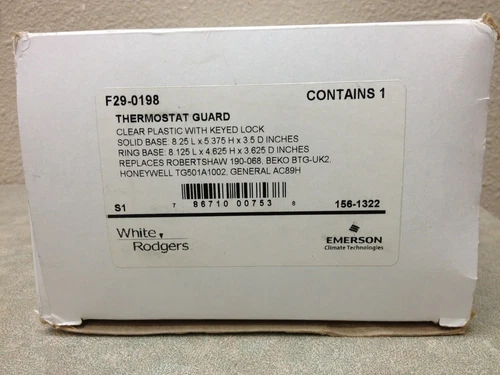 F29-0198 CONTAINS 1
THERMOSTAT GUARD
CLEAR PLASTIC WITH KEYED LOCK
SOLID BASE: 8.25 L x 5.375 H x 3.5 D INCHES
RING BASE: 8.125 L x 4.625 H x 3.625 D INCHES
REPLACES ROBERTSHAW 190-068, BEKO BTG-UK2,
HONEYWELL TG501A1002, GENERAL AC89H
S1 7 86710 00753 8 156-1322
White
Rodgers
EMERSON
Climate Technologies